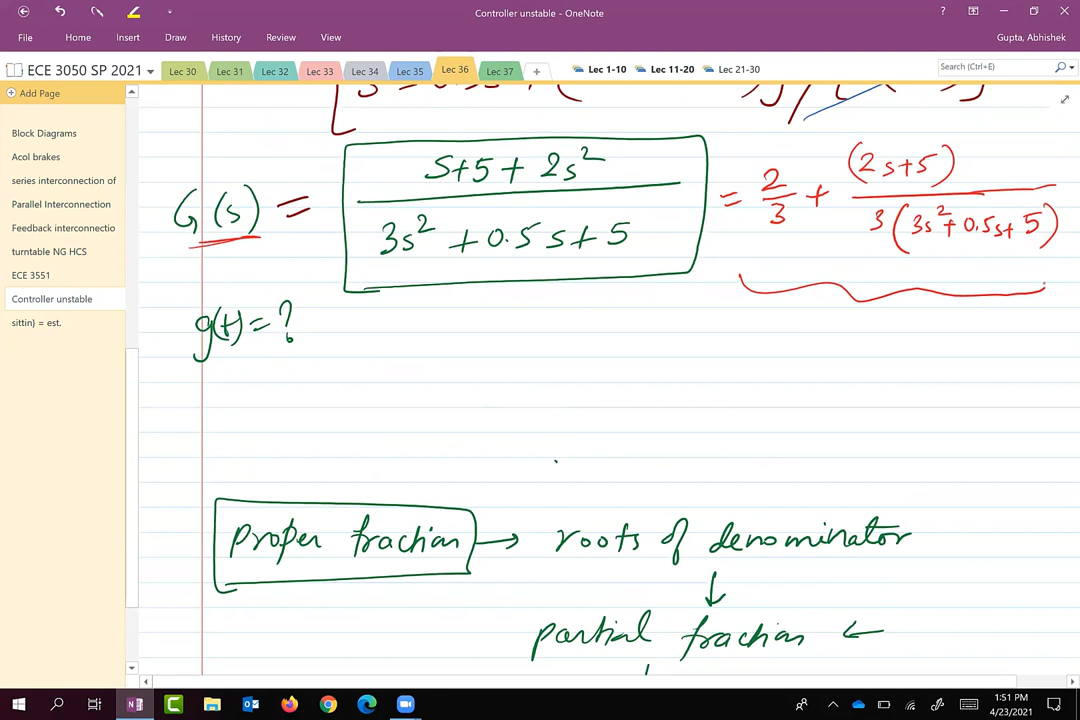 Controller unstable - OneNote
Gupta, Abhishek
File Home Insert Draw History Review View
ECE 3050 SP 2021
Lec 30 Lec 31 Lec 32 Lec 33 Lec 34 Lec 35 Lec 36 Lec 37
Lec 1-10 Lec 11-20 Lec 21-30
Search (Ctrl+E)
Add Page
Block Diagrams
Acol brakes
series interconnection of
Parallel Interconnection
Feedback interconnectio
turntable NG HCS
ECE 3551
Controller unstable
sittin) = est.
G(s) = (s+5+2s²)/(3s²+0.5s+5) = 2/3 + (2s+5)/(3(3s²+0.5s+5))
g(t) = ?
proper fraction → roots of denominator
↓
partial fraction ←
1:51 PM
4/23/2021